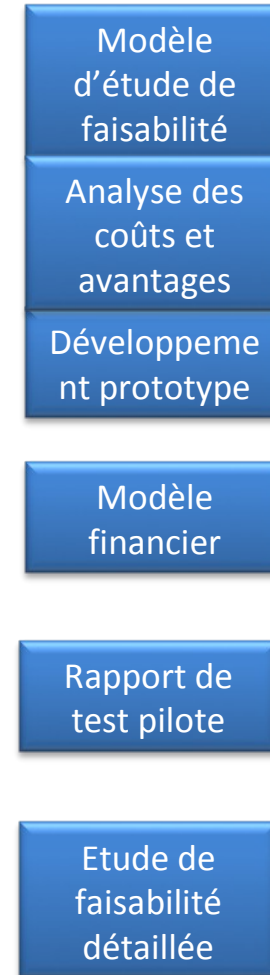 Modèle
d’étude de
faisabilité
Analyse des
coûts et
avantages
Développeme
nt prototype
Modèle
financier
Rapport de
test pilote
Etude de
faisabilité
détaillée